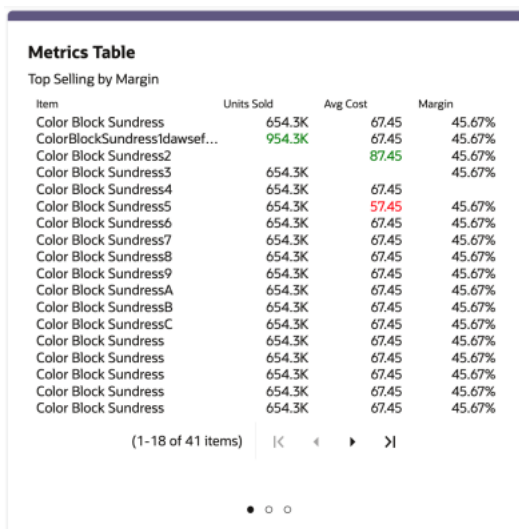 Metrics Table
Top Selling by Margin
Item Units Sold Avg Cost Margin
Color Block Sundress 654.3K 67.45 45.67%
ColorBlockSundress1dawsef... 954.3K 67.45 45.67%
Color Block Sundress2 87.45 45.67%
Color Block Sundress3 654.3K 45.67%
Color Block Sundress4 654.3K 67.45
Color Block Sundress5 654.3K 57.45 45.67%
Color Block Sundress6 654.3K 67.45 45.67%
Color Block Sundress7 654.3K 67.45 45.67%
Color Block Sundress8 654.3K 67.45 45.67%
Color Block Sundress9 654.3K 67.45 45.67%
Color Block SundressA 654.3K 67.45 45.67%
Color Block SundressB 654.3K 67.45 45.67%
Color Block SundressC 654.3K 67.45 45.67%
Color Block Sundress 654.3K 67.45 45.67%
Color Block Sundress 654.3K 67.45 45.67%
Color Block Sundress 654.3K 67.45 45.67%
Color Block Sundress 654.3K 67.45 45.67%
Color Block Sundress 654.3K 67.45 45.67%
(1-18 of 41 items)